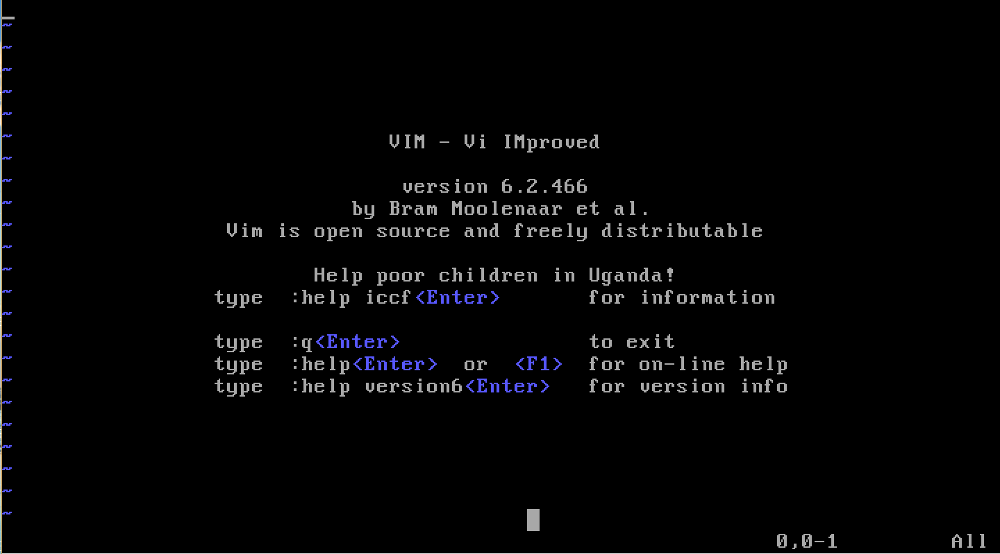 ~
~
~
~
~
~ VIM - Vi IMproved
~
~ version 6.2.466
~ by Bram Moolenaar et al.
~ Vim is open source and freely distributable
~
~ Help poor children in Uganda!
~ type :help iccf<Enter> for information
~
~ type :q<Enter> to exit
~ type :help<Enter> or <F1> for on-line help
~ type :help version6<Enter> for version info
~
~
~
~
~
~
0,0-1 All